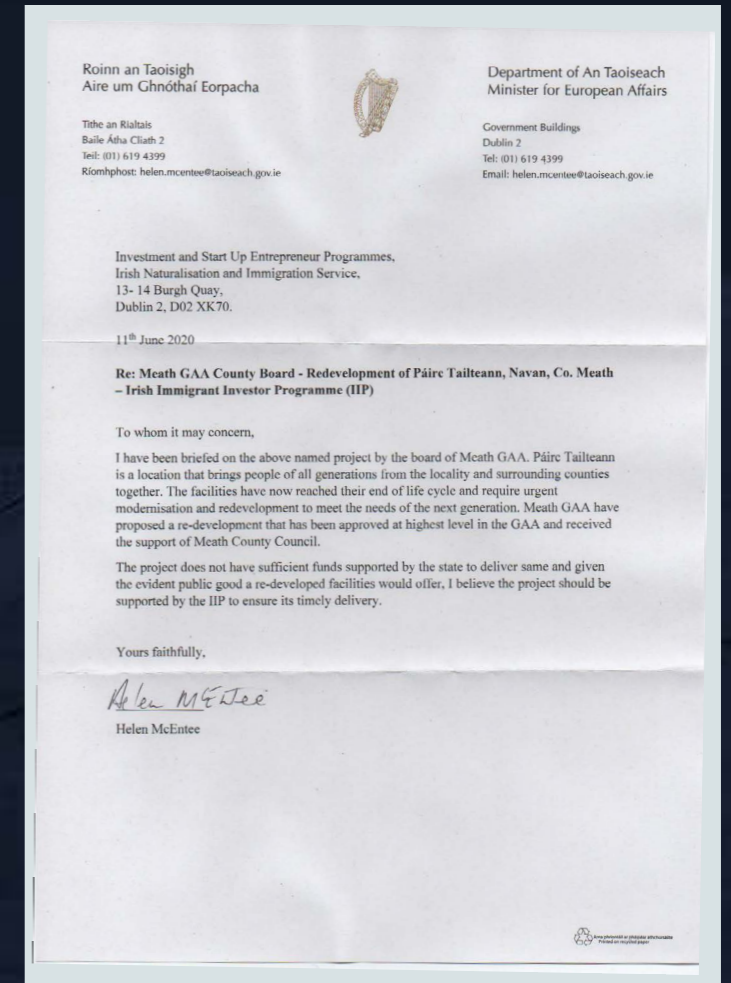 Roinn an Taoisigh
Aire um Ghnóthaí Eorpacha
Tithe an Rialtais
Baile Átha Cliath 2
Teil: (01) 619 4399
Ríomhphost: helen.mcentee@taoiseach.gov.ie
Department of An Taoiseach
Minister for European Affairs
Government Buildings
Dublin 2
Tel: (01) 619 4399
Email: helen.mcentee@taoiseach.gov.ie
Investment and Start Up Entrepreneur Programmes,
Irish Naturalisation and Immigration Service,
13- 14 Burgh Quay,
Dublin 2, D02 XK70.
11th June 2020
Re: Meath GAA County Board - Redevelopment of Páirc Tailteann, Navan, Co. Meath
– Irish Immigrant Investor Programme (IIP)
To whom it may concern,
I have been briefed on the above named project by the board of Meath GAA. Páirc Tailteann
is a location that brings people of all generations from the locality and surrounding counties
together. The facilities have now reached their end of life cycle and require urgent
modernisation and redevelopment to meet the needs of the next generation. Meath GAA have
proposed a re-development that has been approved at highest level in the GAA and received
the support of Meath County Council.
The project does not have sufficient funds supported by the state to deliver same and given
the evident public good a re-developed facilities would offer, I believe the project should be
supported by the IIP to ensure its timely delivery.
Yours faithfully,
Helen McEntee
Helen McEntee
Printed on recycled paper